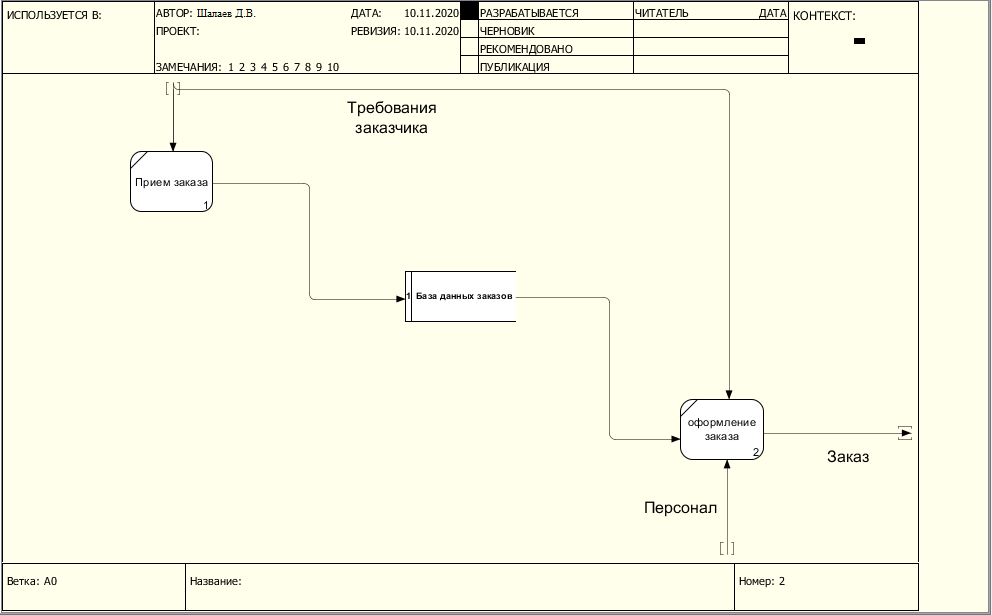 ИСПОЛЬЗУЕТСЯ В:
АВТОР: Шалаев Д.В.
ДАТА: 10.11.2020
ПРОЕКТ:
РЕВИЗИЯ: 10.11.2020
ЗАМЕЧАНИЯ: 1 2 3 4 5 6 7 8 9 10
РАЗРАБАТЫВАЕТСЯ
ЧЕРНОВИК
РЕКОМЕНДОВАНО
ПУБЛИКАЦИЯ
ЧИТАТЕЛЬ ДАТА
КОНТЕКСТ:
Требования
заказчика
Прием заказа
1
1 База данных заказов
оформление
заказа
2
Заказ
Персонал
Ветка: A0
Название:
Номер: 2